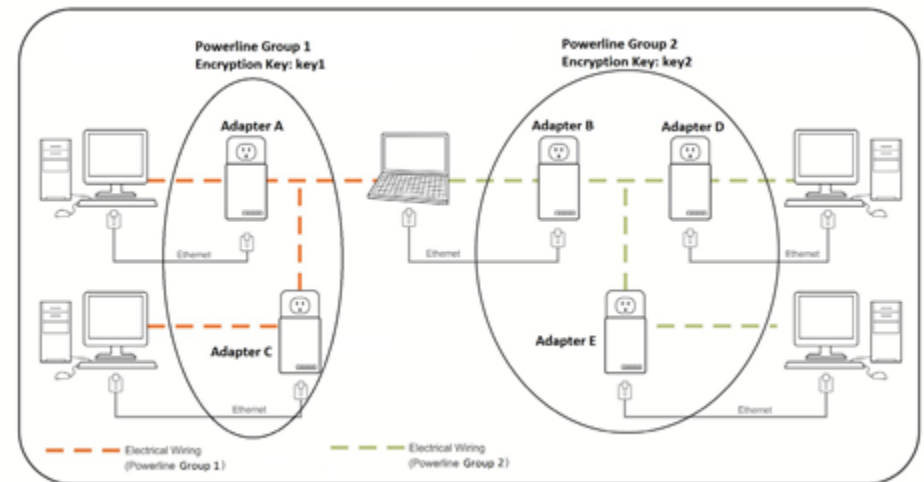 Powerline Group 1
Encryption Key: key1
Powerline Group 2
Encryption Key: key2
Adapter A
Adapter B
Adapter D
Ethernet
Ethernet
Ethernet
Adapter C
Adapter E
Ethernet
Ethernet
Electrical Wiring
(Powerline Group 1)
Electrical Wiring
(Powerline Group 2)